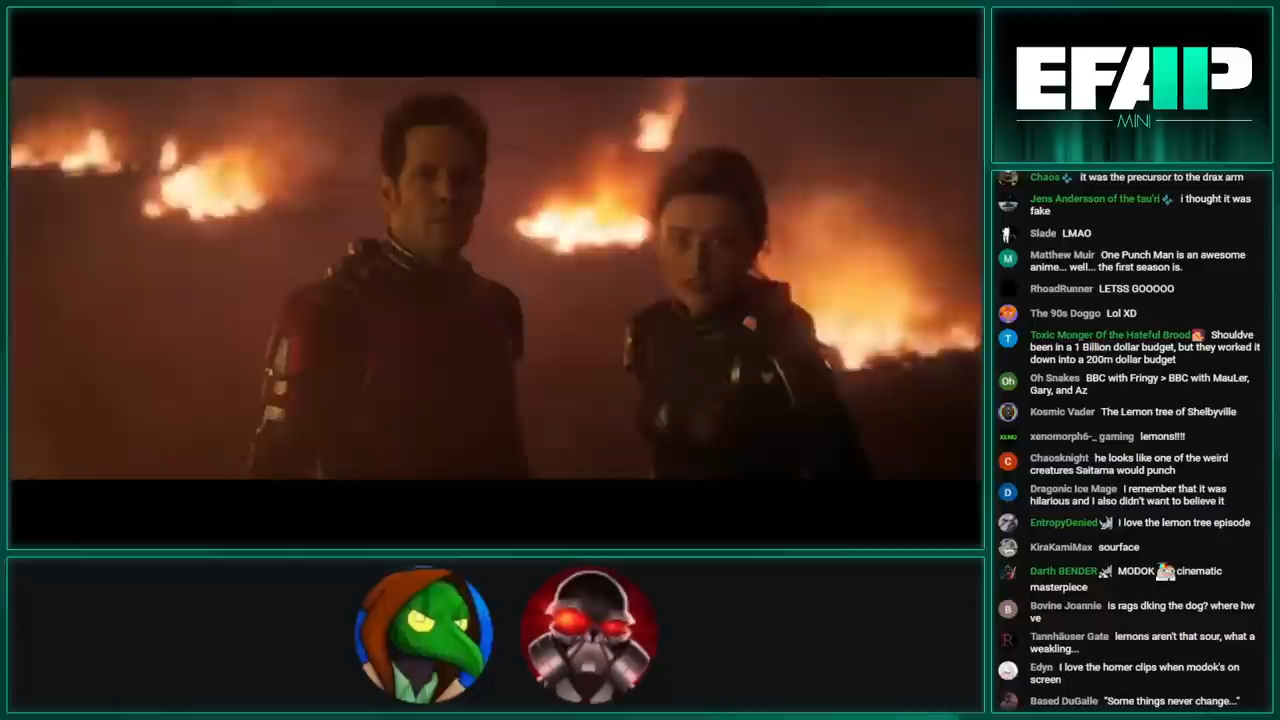 EFAP
MINI
Chaos it was the precursor to the drax arm
Jens Andersson of the tau'ri i thought it was
fake
Slade LMAO
M
Matthew Muir One Punch Man is an awesome
anime... well... the first season is.
RhoadRunner LETSS GOOOOO
The 90s Doggo Lol XD
T
Toxic Monger Of the Hateful Brood Shouldve
been in a 1 Billion dollar budget, but they worked it
down into a 200m dollar budget
Oh
Oh Snakes BBC with Fringy > BBC with MauLer,
Gary, and Az
Kosmic Vader The Lemon tree of Shelbyville
XENO
xenomorph6-_ gaming lemons!!!!
C
Chaosknight he looks like one of the weird
creatures Saitama would punch
D
Dragonic Ice Mage I remember that it was
hilarious and I also didn't want to believe it
EntropyDenied I love the lemon tree episode
KiraKamiMax sourface
Darth BENDER MODOK cinematic
masterpiece
B
Bovine Joannie is rags dking the dog? where hw
ve
R
Tannhäuser Gate lemons aren't that sour, what a
weakling...
Edyn I love the homer clips when modok's on
screen
Based DuGalle "Some things never change..."